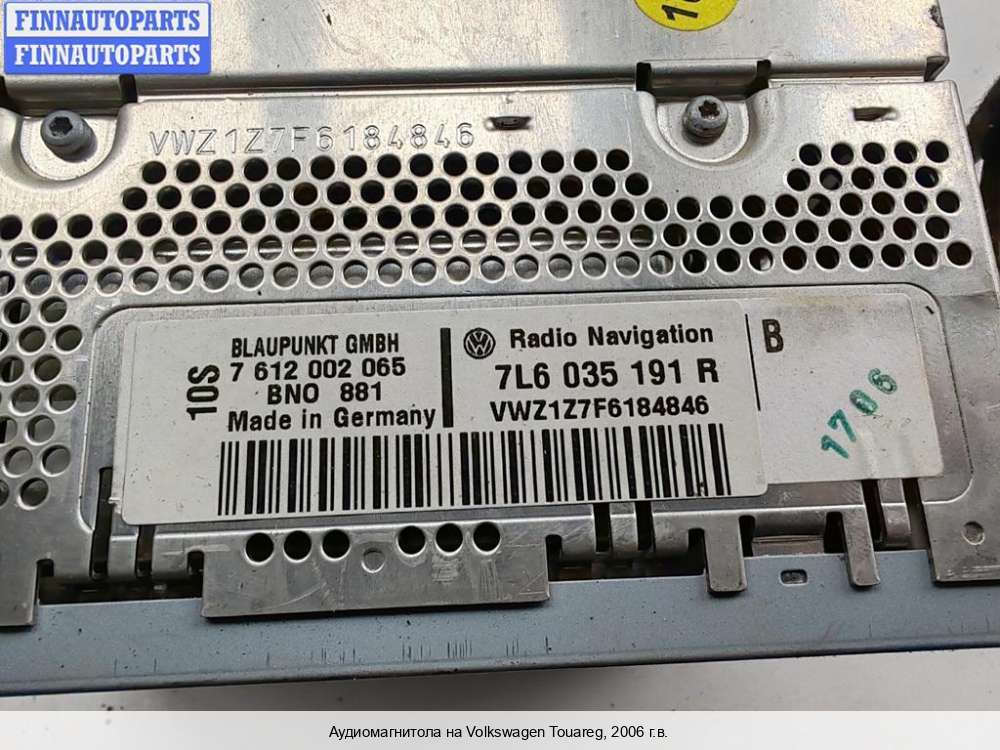 FINNAUTOPARTS
FINNAUTOPARTS
VWZ1Z7F6184846
10S
BLAUPUNKT GMBH
7 612 002 065
BNO 881
Made in Germany
Radio Navigation
7L6 035 191 R
VWZ1Z7F6184846
B
1706
Аудиомагнитола на Volkswagen Touareg, 2006 г.в.